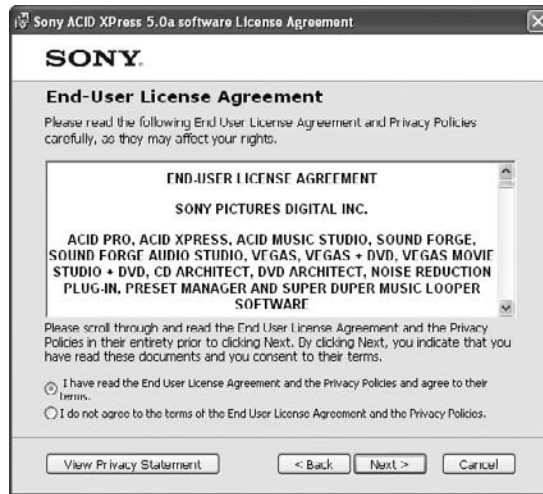 Sony ACID XPress 5.0a software License Agreement
SONY.
End-User License Agreement
Please read the following End User License Agreement and Privacy Policies
carefully, as they may affect your rights.
END-USER LICENSE AGREEMENT
SONY PICTURES DIGITAL INC.
ACID PRO, ACID XPRESS, ACID MUSIC STUDIO, SOUND FORGE,
SOUND FORGE AUDIO STUDIO, VEGAS, VEGAS + DVD, VEGAS MOVIE
STUDIO + DVD, CD ARCHITECT, DVD ARCHITECT, NOISE REDUCTION
PLUG-IN, PRESET MANAGER AND SUPER DUPER MUSIC LOOPER
SOFTWARE
Please scroll through and read the End User License Agreement and the Privacy
Policies in their entirety prior to clicking Next. By clicking Next, you indicate that you
have read these documents and you consent to their terms.
I have read the End User License Agreement and the Privacy Policies and agree to their
terms.
I do not agree to the terms of the End User License Agreement and the Privacy Policies.
View Privacy Statement
< Back
Next >
Cancel